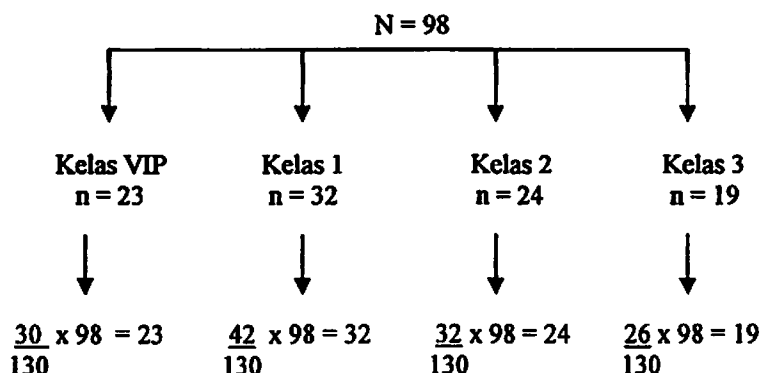 N = 98
Kelas VIP Kelas 1 Kelas 2 Kelas 3
n = 23 n = 32 n = 24 n = 19
30 x 98 = 23 42 x 98 = 32 32 x 98 = 24 26 x 98 = 19
130 130 130 130